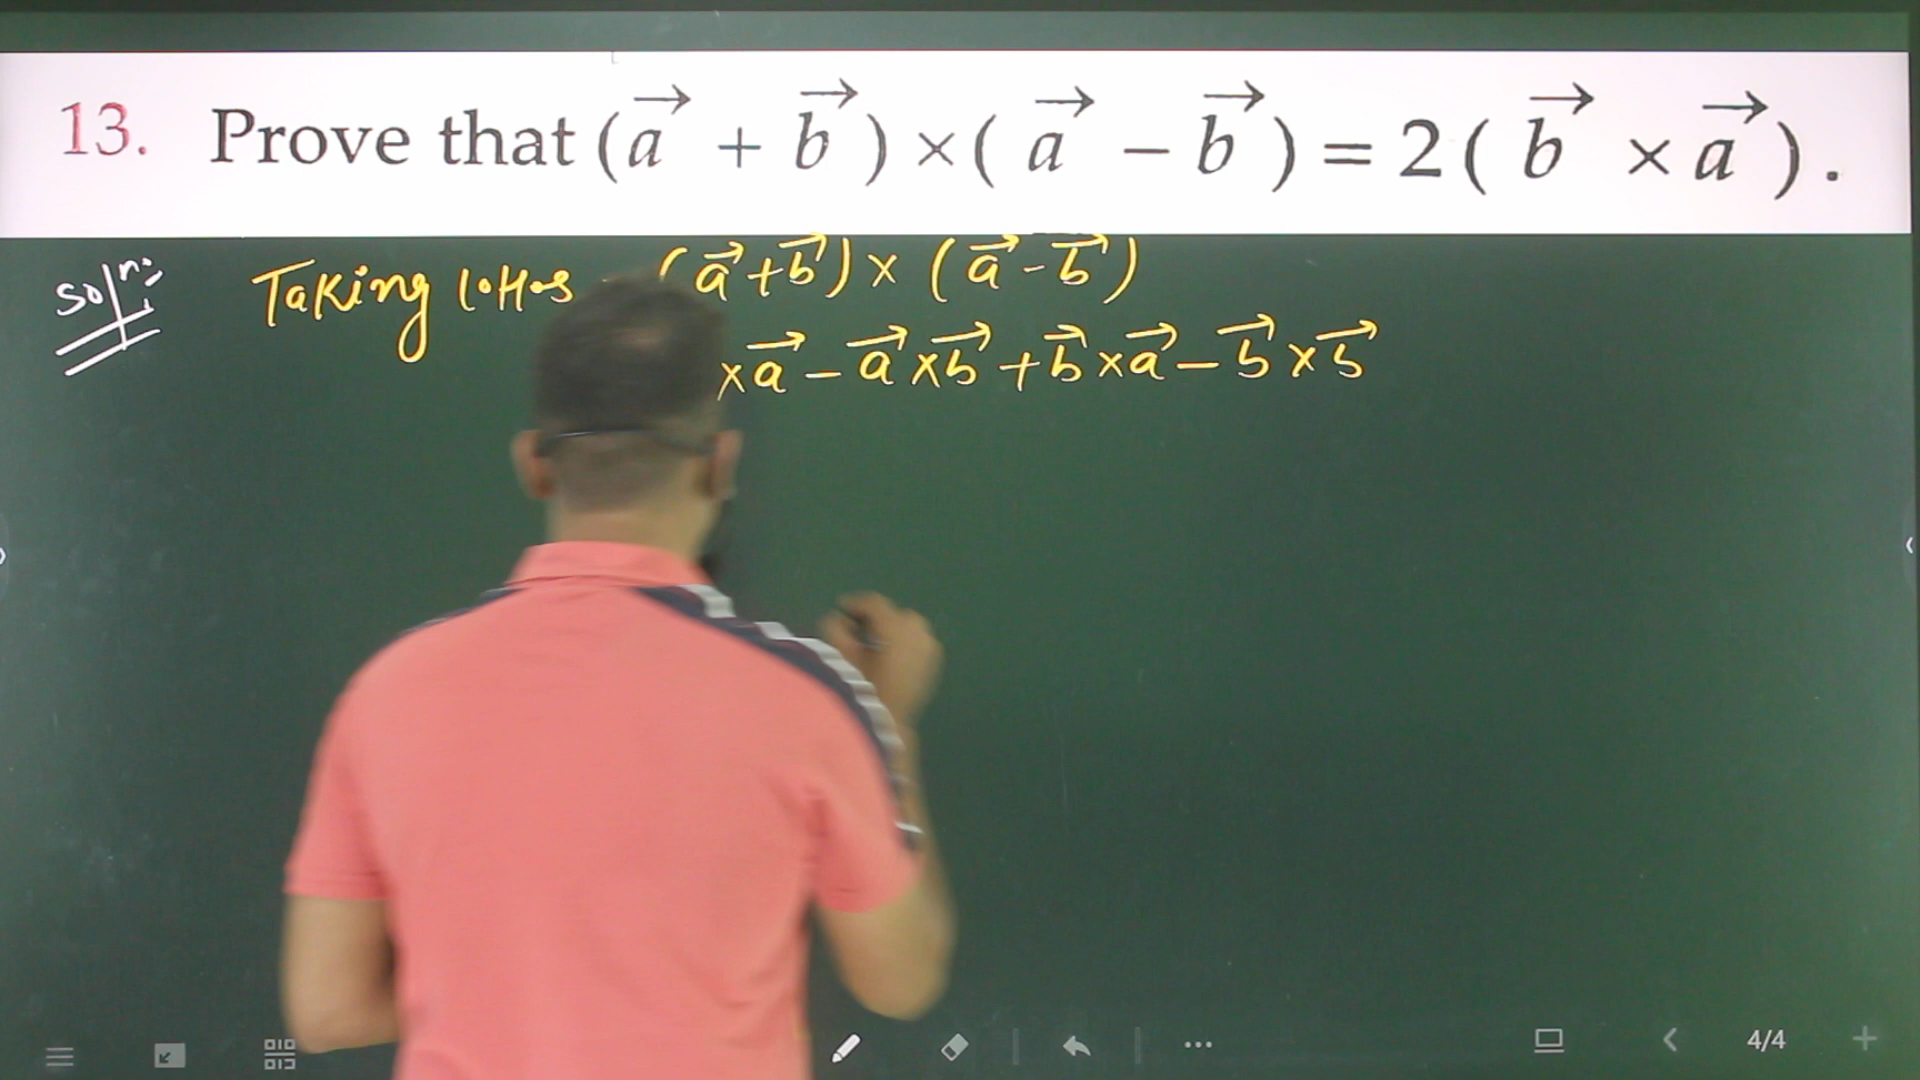 13. Prove that (a⃗ + b⃗) × (a⃗ − b⃗) = 2(b⃗ × a⃗).
Soln: Taking L.H.S (a⃗+b⃗) × (a⃗-b⃗)
×a⃗ − a⃗×b⃗ + b⃗×a⃗ − b⃗×b⃗
4/4